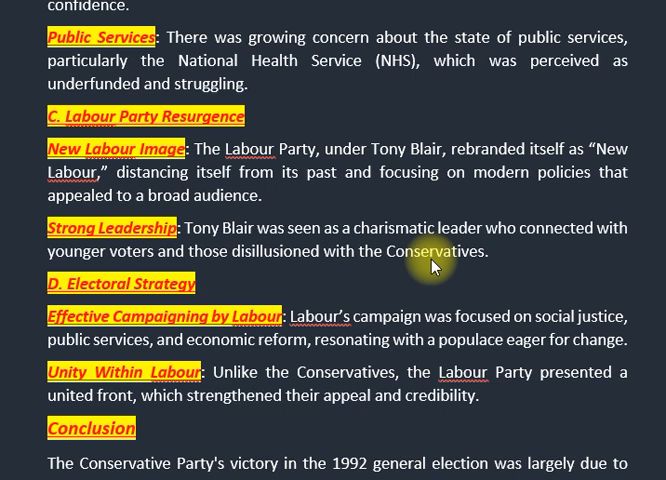 confidence.
Public Services: There was growing concern about the state of public services,
particularly the National Health Service (NHS), which was perceived as
underfunded and struggling.
C. Labour Party Resurgence
New Labour Image: The Labour Party, under Tony Blair, rebranded itself as “New
Labour,” distancing itself from its past and focusing on modern policies that
appealed to a broad audience.
Strong Leadership: Tony Blair was seen as a charismatic leader who connected with
younger voters and those disillusioned with the Conservatives.
D. Electoral Strategy
Effective Campaigning by Labour: Labour’s campaign was focused on social justice,
public services, and economic reform, resonating with a populace eager for change.
Unity Within Labour: Unlike the Conservatives, the Labour Party presented a
united front, which strengthened their appeal and credibility.
Conclusion
The Conservative Party's victory in the 1992 general election was largely due to